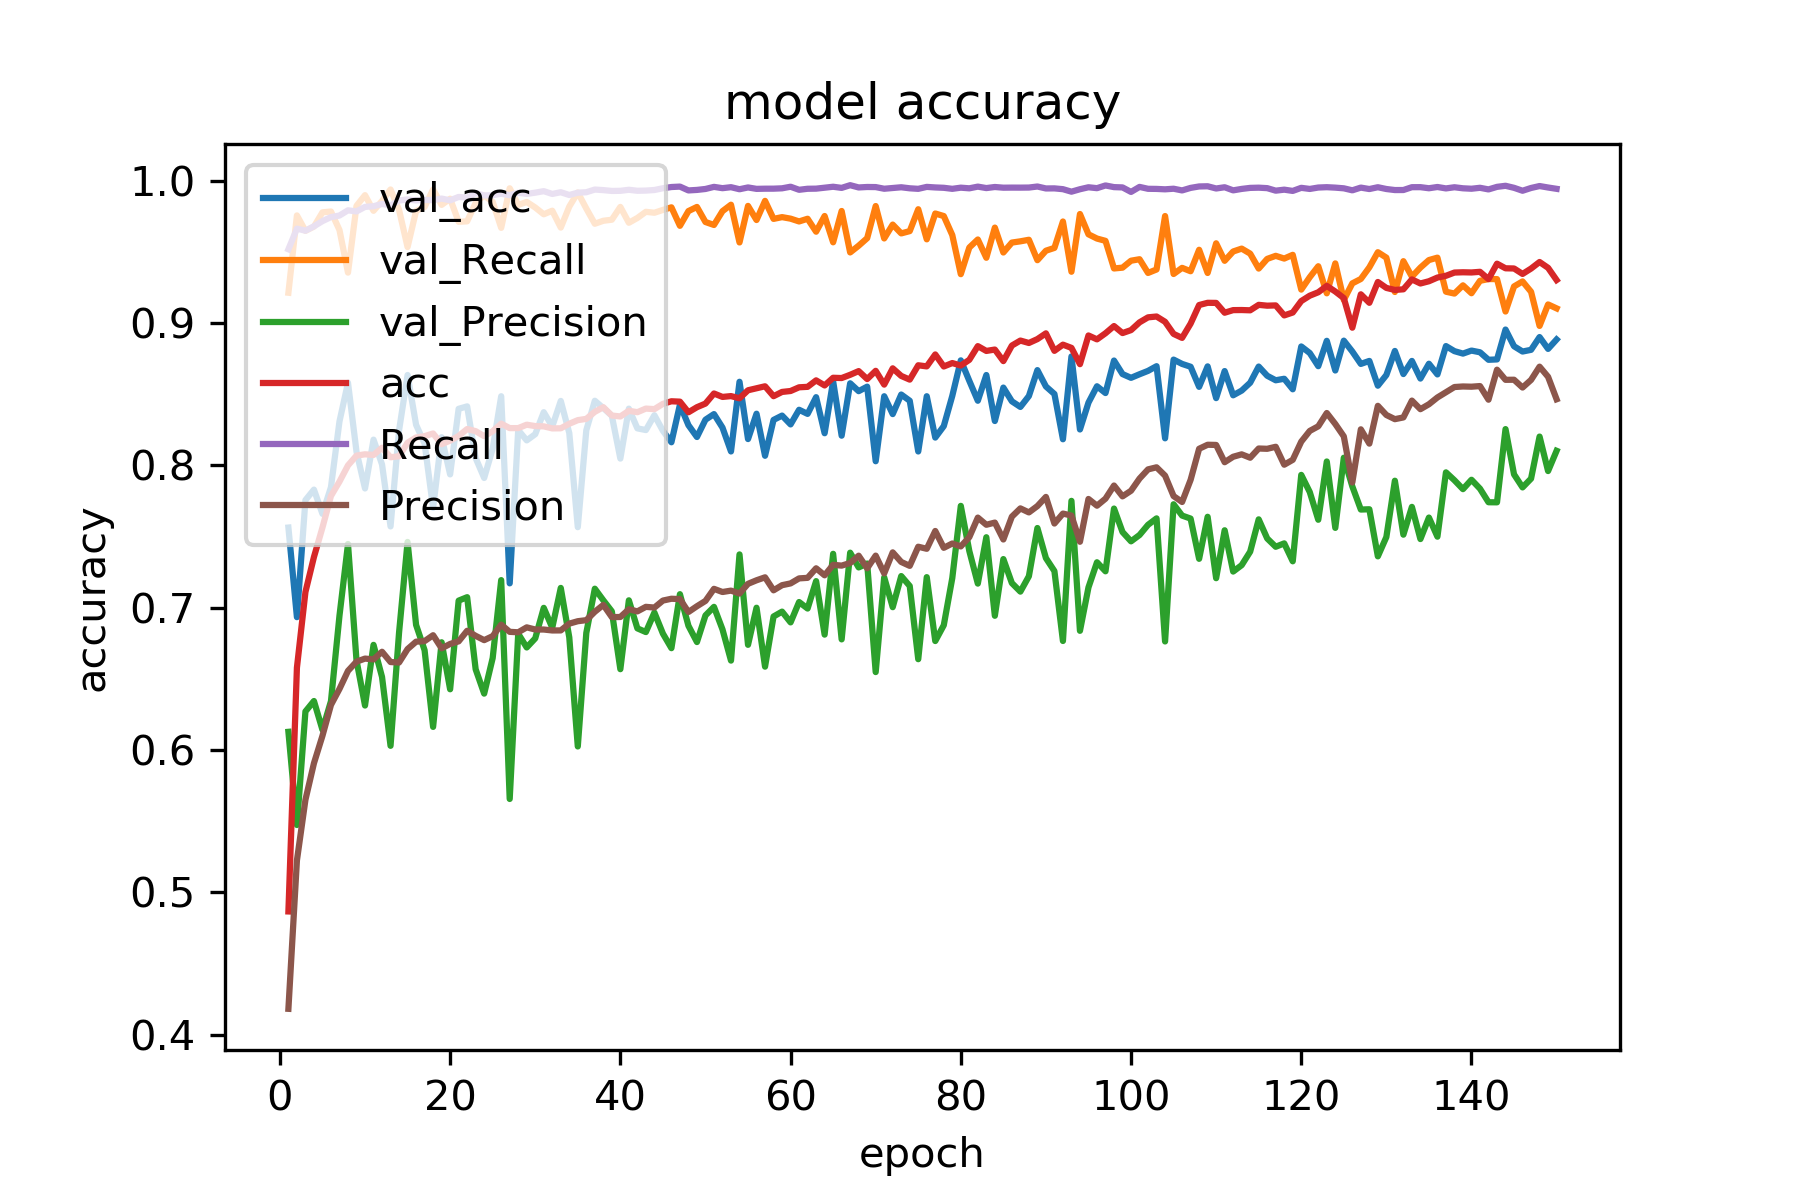 model accuracy
accuracy
1.0
0.9
0.8
0.7
0.6
0.5
0.4
val_acc
val_Recall
val_Precision
acc
Recall
Precision
0 20 40 60 80 100 120 140
epoch